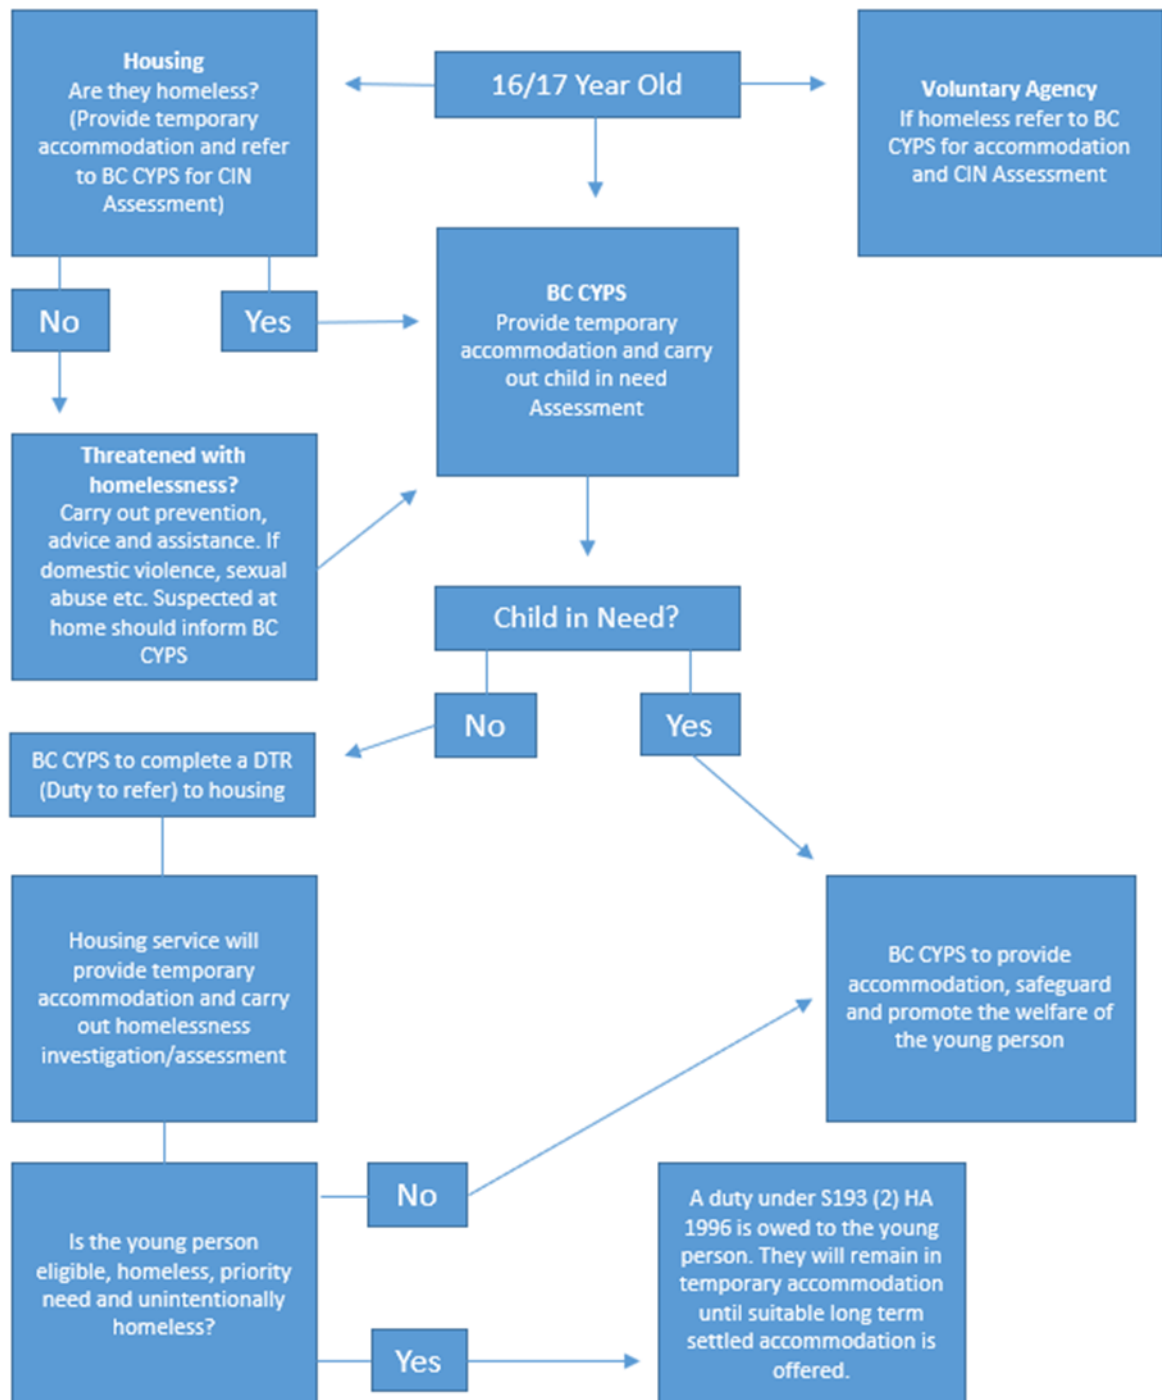 Housing
Are they homeless?
(Provide temporary
accommodation and refer
to BC CYPS for CIN
Assessment)
16/17 Year Old
Voluntary Agency
If homeless refer to BC
CYPS for accommodation
and CIN Assessment
No
Yes
BC CYPS
Provide temporary
accommodation and carry
out child in need
Assessment
Threatened with
homelessness?
Carry out prevention,
advice and assistance. If
domestic violence, sexual
abuse etc. Suspected at
home should inform BC
CYPS
Child in Need?
No
Yes
BC CYPS to complete a DTR
(Duty to refer) to housing
Housing service will
provide temporary
accommodation and carry
out homelessness
investigation/assessment
BC CYPS to provide
accommodation, safeguard
and promote the welfare of
the young person
Is the young person
eligible, homeless, priority
need and unintentionally
homeless?
No
Yes
A duty under S193 (2) HA
1996 is owed to the young
person. They will remain in
temporary accommodation
until suitable long term
settled accommodation is
offered.